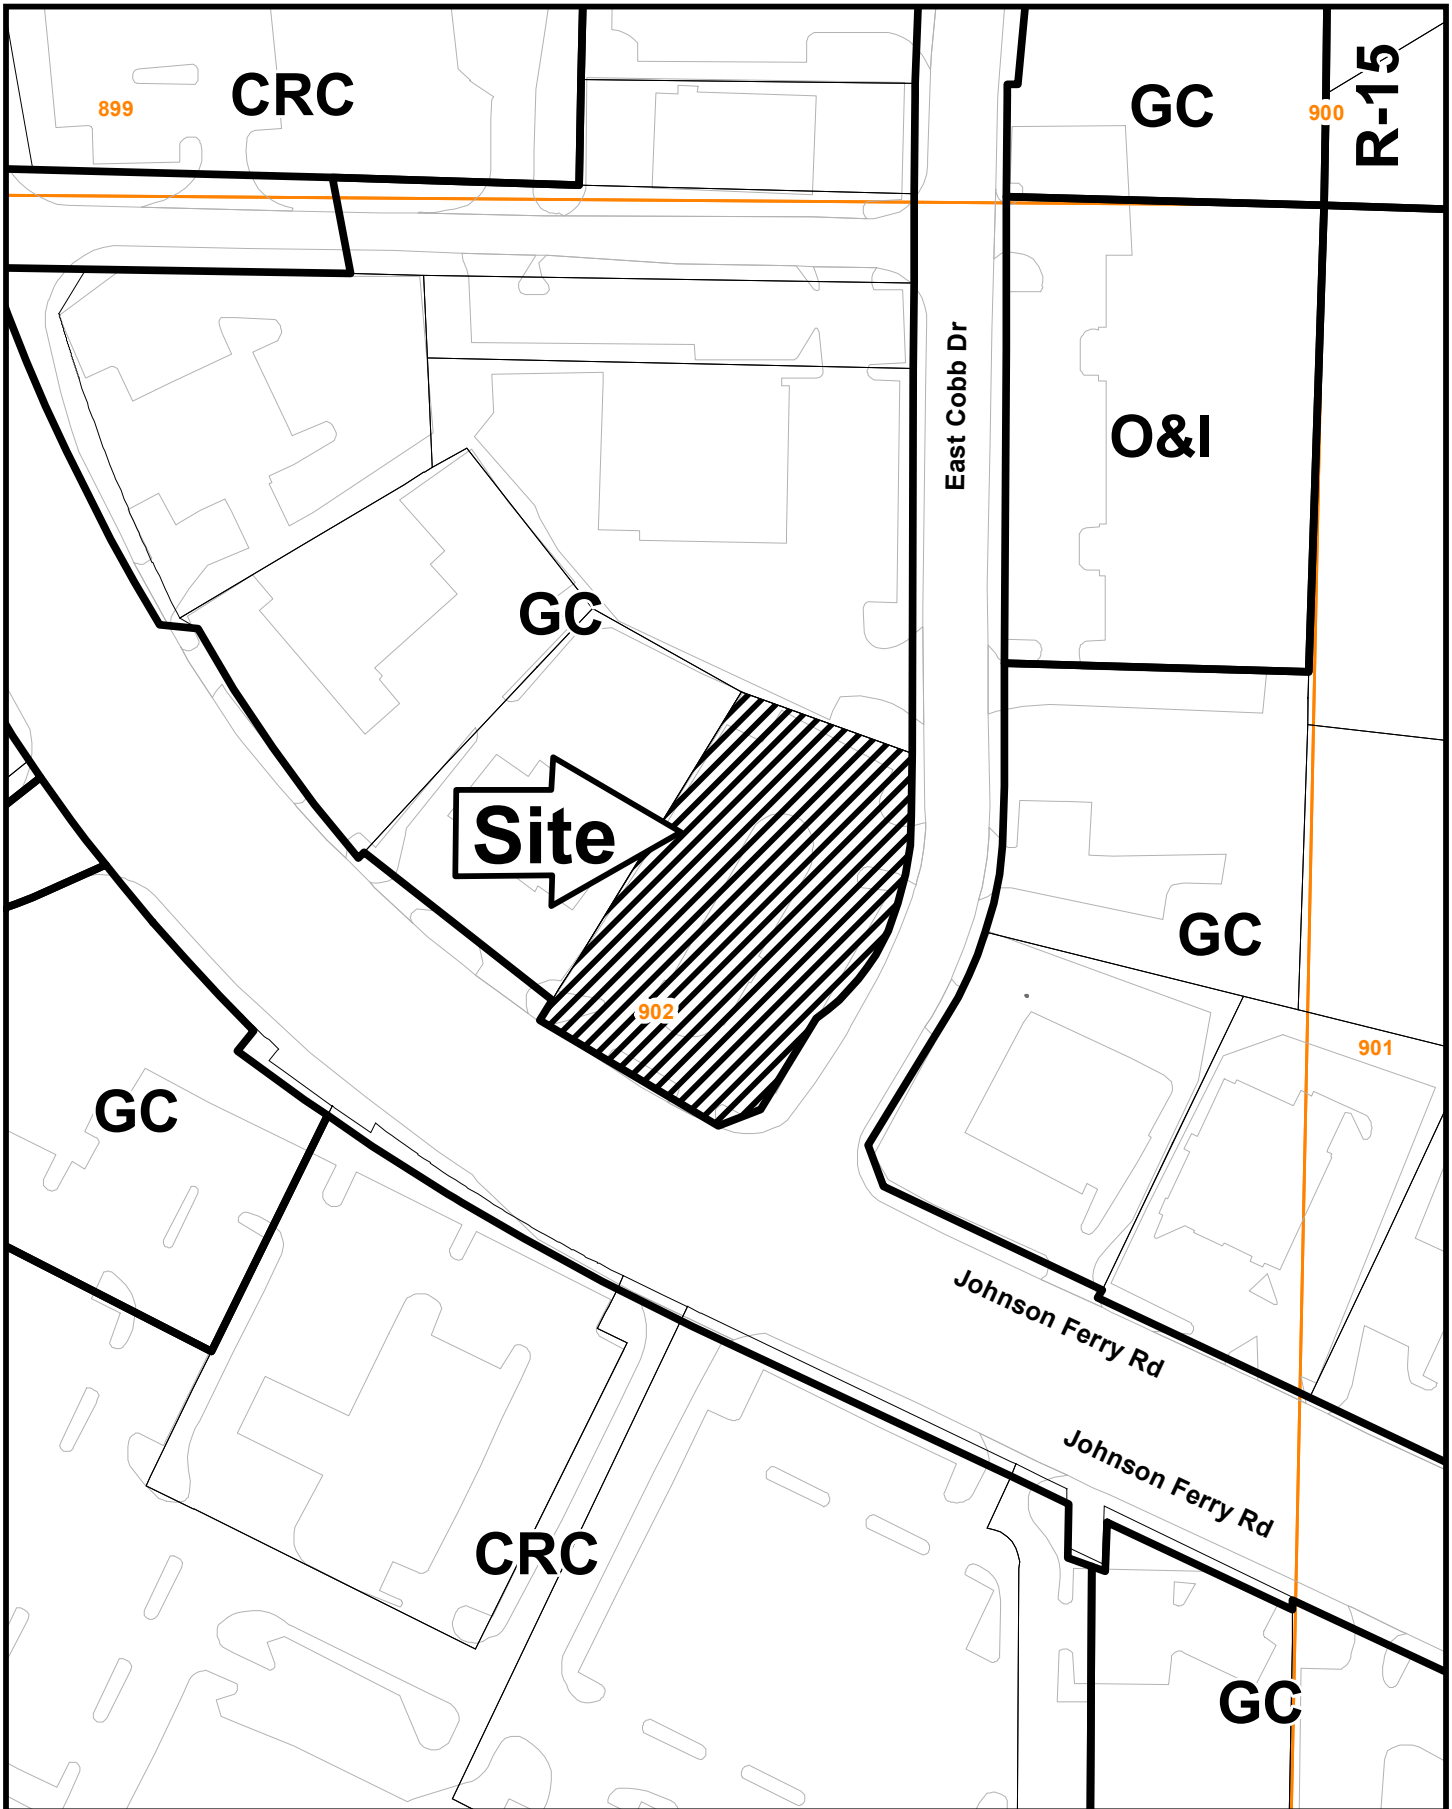 CRC
899
GC
900
R-15
East Cobb Dr
O&I
GC
Site
GC
902
901
GC
Johnson Ferry Rd
Johnson Ferry Rd
CRC
GC